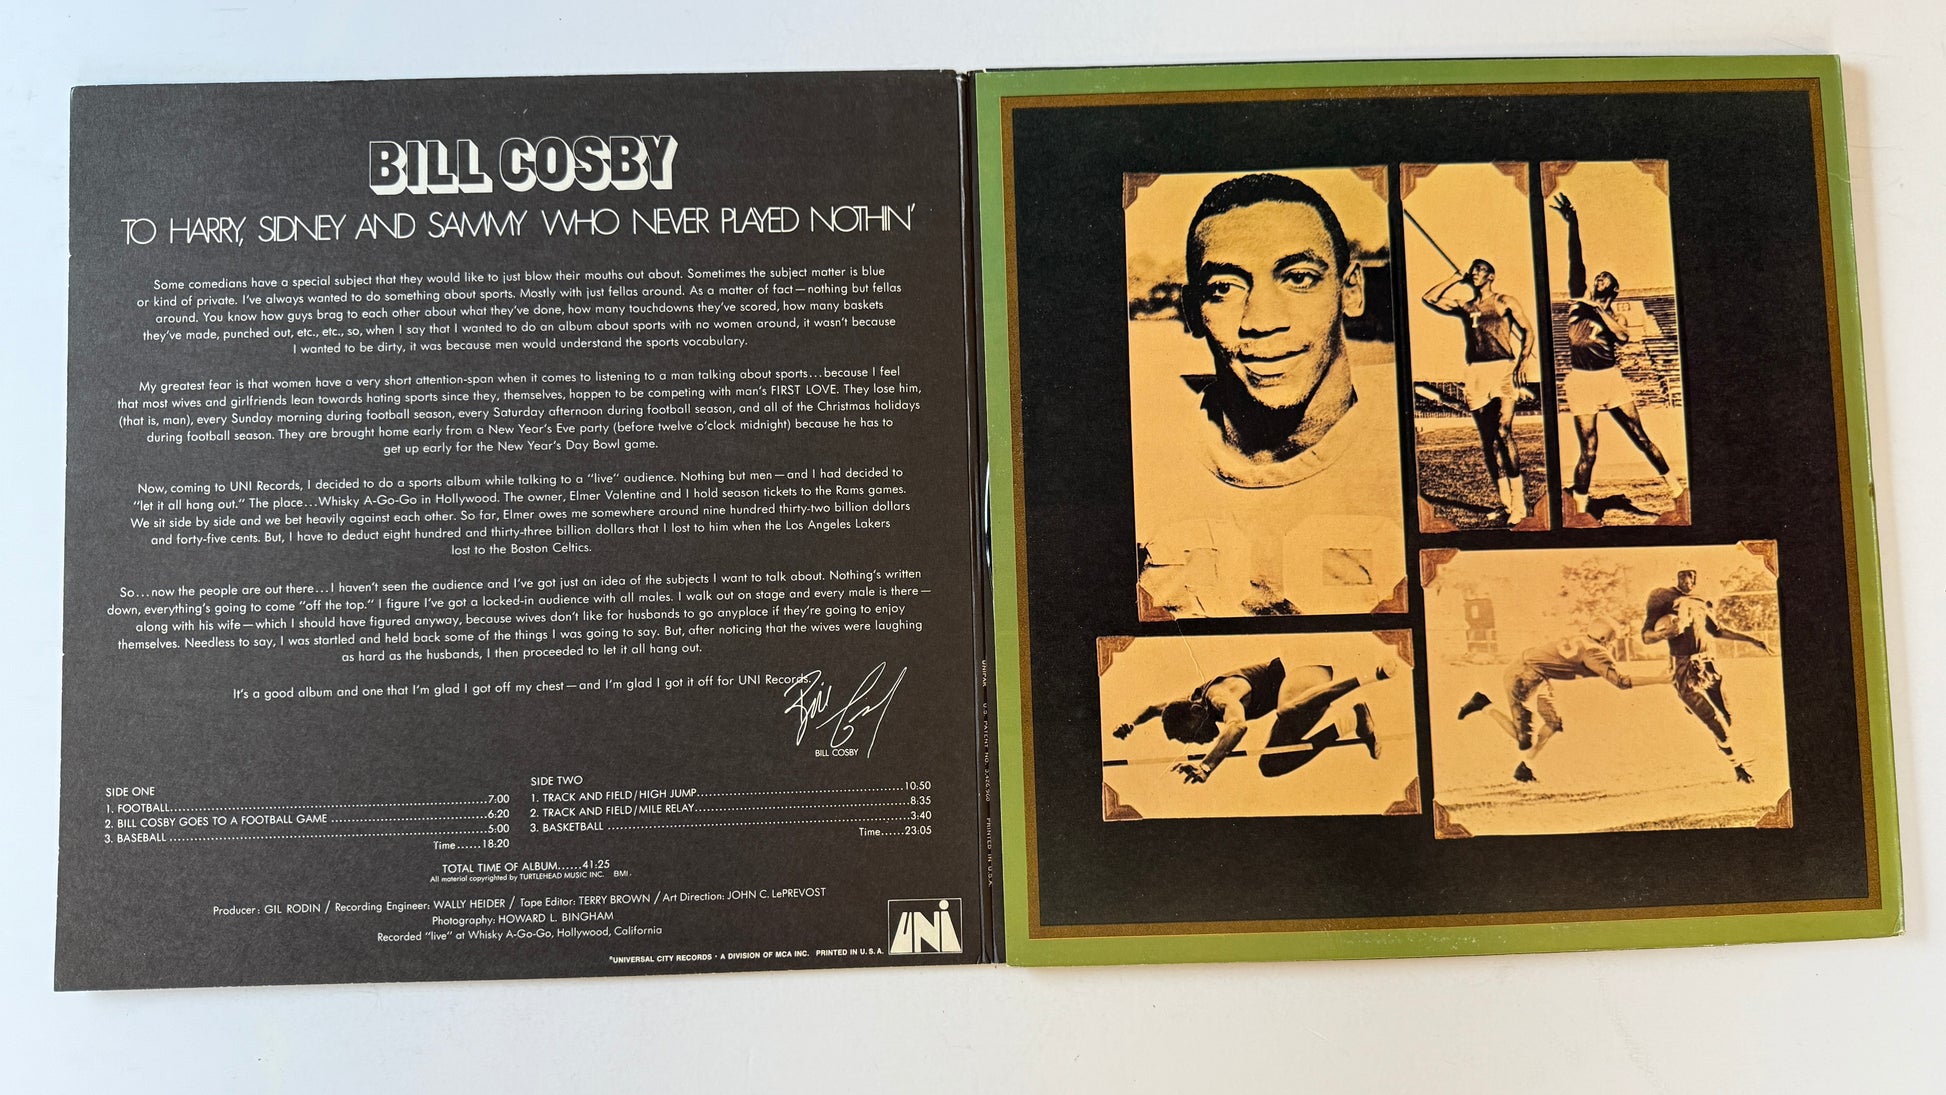 BILL COSBY
TO HARRY, SIDNEY AND SAMMY WHO NEVER PLAYED NOTHIN'
Some comedians have a special subject that they would like to just blow their mouths out about. Sometimes the subject matter is blue
or kind of private. I've always wanted to do something about sports. Mostly with just fellas around. As a matter of fact—nothing but fellas
around. You know how guys brag to each other about what they've done, how many touchdowns they've scored, how many baskets
they've made, punched out, etc., etc., so, when I say that I wanted to do an album about sports with no women around, it wasn't because
I wanted to be dirty, it was because men would understand the sports vocabulary.
My greatest fear is that women have a very short attention-span when it comes to listening to a man talking about sports...because I feel
that most wives and girlfriends lean towards hating sports since they, themselves, happen to be competing with man's FIRST LOVE. They lose him,
(that is, man), every Sunday morning during football season, every Saturday afternoon during football season, and all of the Christmas holidays
during football season. They are brought home early from a New Year's Eve party (before twelve o'clock midnight) because he has to
get up early for the New Year's Day Bowl game.
Now, coming to UNI Records, I decided to do a sports album while talking to a "live" audience. Nothing but men—and I had decided to
"let it all hang out." The place...Whisky A-Go-Go in Hollywood. The owner, Elmer Valentine and I hold season tickets to the Rams games.
We sit side by side and we bet heavily against each other. So far, Elmer owes me somewhere around nine hundred thirty-two billion dollars
and forty-five cents. But, I have to deduct eight hundred and thirty-three billion dollars that I lost to him when the Los Angeles Lakers
lost to the Boston Celtics.
So...now the people are out there...I haven't seen the audience and I've got just an idea of the subjects I want to talk about. Nothing's written
down, everything's going to come "off the top." I figure I've got a locked-in audience with all males. I walk out on stage and every male is there—
along with his wife—which I should have figured anyway, because wives don't like for husbands to go anyplace if they're going to enjoy
themselves. Needless to say, I was startled and held back some of the things I was going to say. But, after noticing that the wives were laughing
as hard as the husbands, I then proceeded to let it all hang out.
It's a good album and one that I'm glad I got off my chest—and I'm glad I got it off for UNI Records.
Bill Cosby
BILL COSBY
SIDE ONE
1. FOOTBALL.....7:00
2. BILL COSBY GOES TO A FOOTBALL GAME .....6:20
3. BASEBALL .....5:00
Time......18:20
SIDE TWO
1. TRACK AND FIELD/HIGH JUMP.....10:50
2. TRACK AND FIELD/MILE RELAY.....8:35
3. BASKETBALL .....3:40
Time.....23:05
TOTAL TIME OF ALBUM......41:25
All material copyrighted by TURTLEHEAD MUSIC INC. BMI.
Producer: GIL RODIN / Recording Engineer: WALLY HEIDER / Tape Editor: TERRY BROWN / Art Direction: JOHN C. LePREVOST
Photography: HOWARD L. BINGHAM
Recorded "live" at Whisky A-Go-Go, Hollywood, California
UNI
®UNIVERSAL CITY RECORDS · A DIVISION OF MCA INC. PRINTED IN U.S.A.
UNIPAK U.S. PATENT NO. PRINTED IN U.S.A.
T